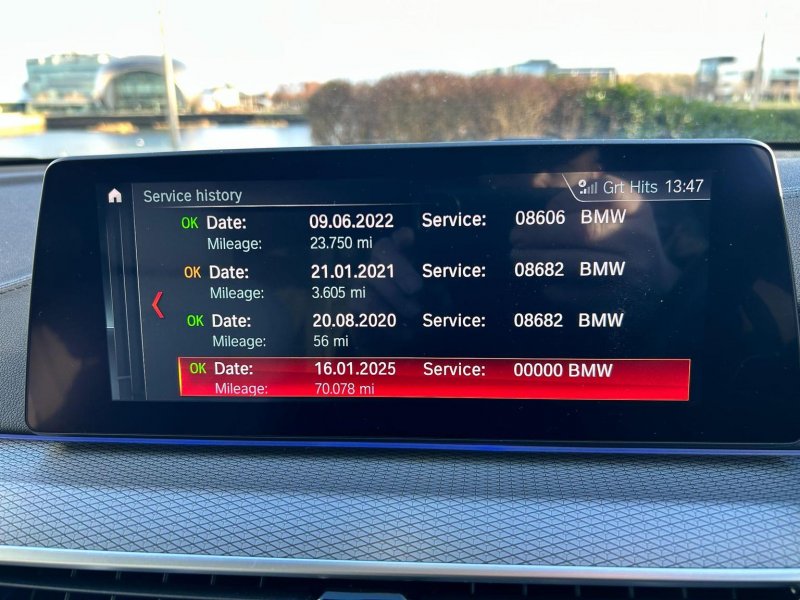 Service history
Grt Hits 13:47
OK Date: 09.06.2022 Service: 08606 BMW
Mileage: 23.750 mi
OK Date: 21.01.2021 Service: 08682 BMW
Mileage: 3.605 mi
OK Date: 20.08.2020 Service: 08682 BMW
Mileage: 56 mi
OK Date: 16.01.2025 Service: 00000 BMW
Mileage: 70.078 mi